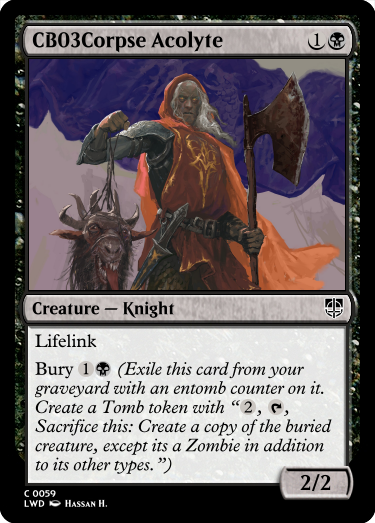 CB03Corpse Acolyte 1
Creature — Knight
Lifelink
Bury 1 (Exile this card from your
graveyard with an entomb counter on it.
Create a Tomb token with “ 2 , ,
Sacrifice this: Create a copy of the buried
creature, except its a Zombie in addition
to its other types.”)
2/2
C 0059
LWD HASSAN H.